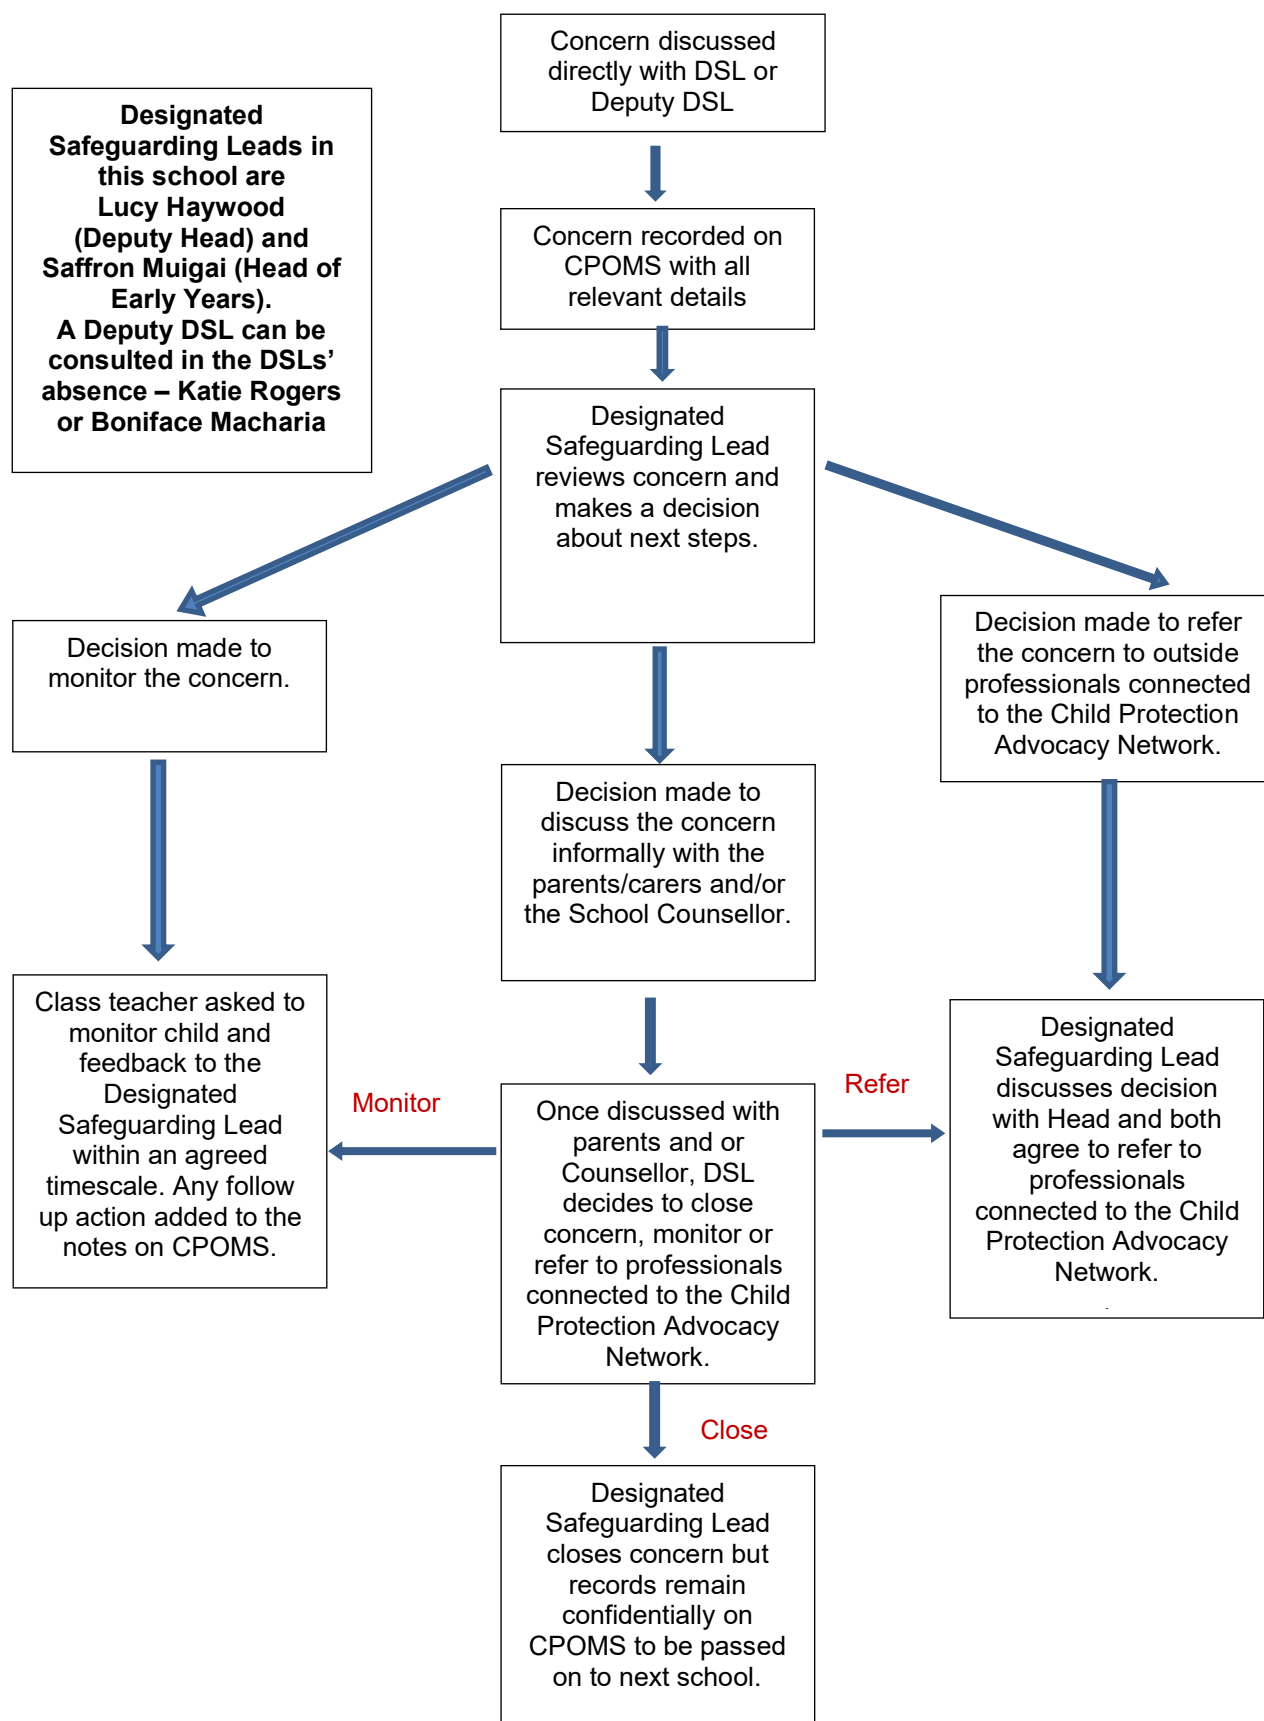 Concern discussed
directly with DSL or
Deputy DSL
Designated
Safeguarding Leads in
this school are
Lucy Haywood
(Deputy Head) and
Saffron Muigai (Head of
Early Years).
A Deputy DSL can be
consulted in the DSLs’
absence – Katie Rogers
or Boniface Macharia
Concern recorded on
CPOMS with all
relevant details
Designated
Safeguarding Lead
reviews concern and
makes a decision
about next steps.
Decision made to
monitor the concern.
Decision made to refer
the concern to outside
professionals connected
to the Child Protection
Advocacy Network.
Decision made to
discuss the concern
informally with the
parents/carers and/or
the School Counsellor.
Class teacher asked to
monitor child and
feedback to the
Designated
Safeguarding Lead
within an agreed
timescale. Any follow
up action added to the
notes on CPOMS.
Monitor
Once discussed with
parents and or
Counsellor, DSL
decides to close
concern, monitor or
refer to professionals
connected to the Child
Protection Advocacy
Network.
Refer
Designated
Safeguarding Lead
discusses decision
with Head and both
agree to refer to
professionals
connected to the Child
Protection Advocacy
Network.
.
Close
Designated
Safeguarding Lead
closes concern but
records remain
confidentially on
CPOMS to be passed
on to next school.